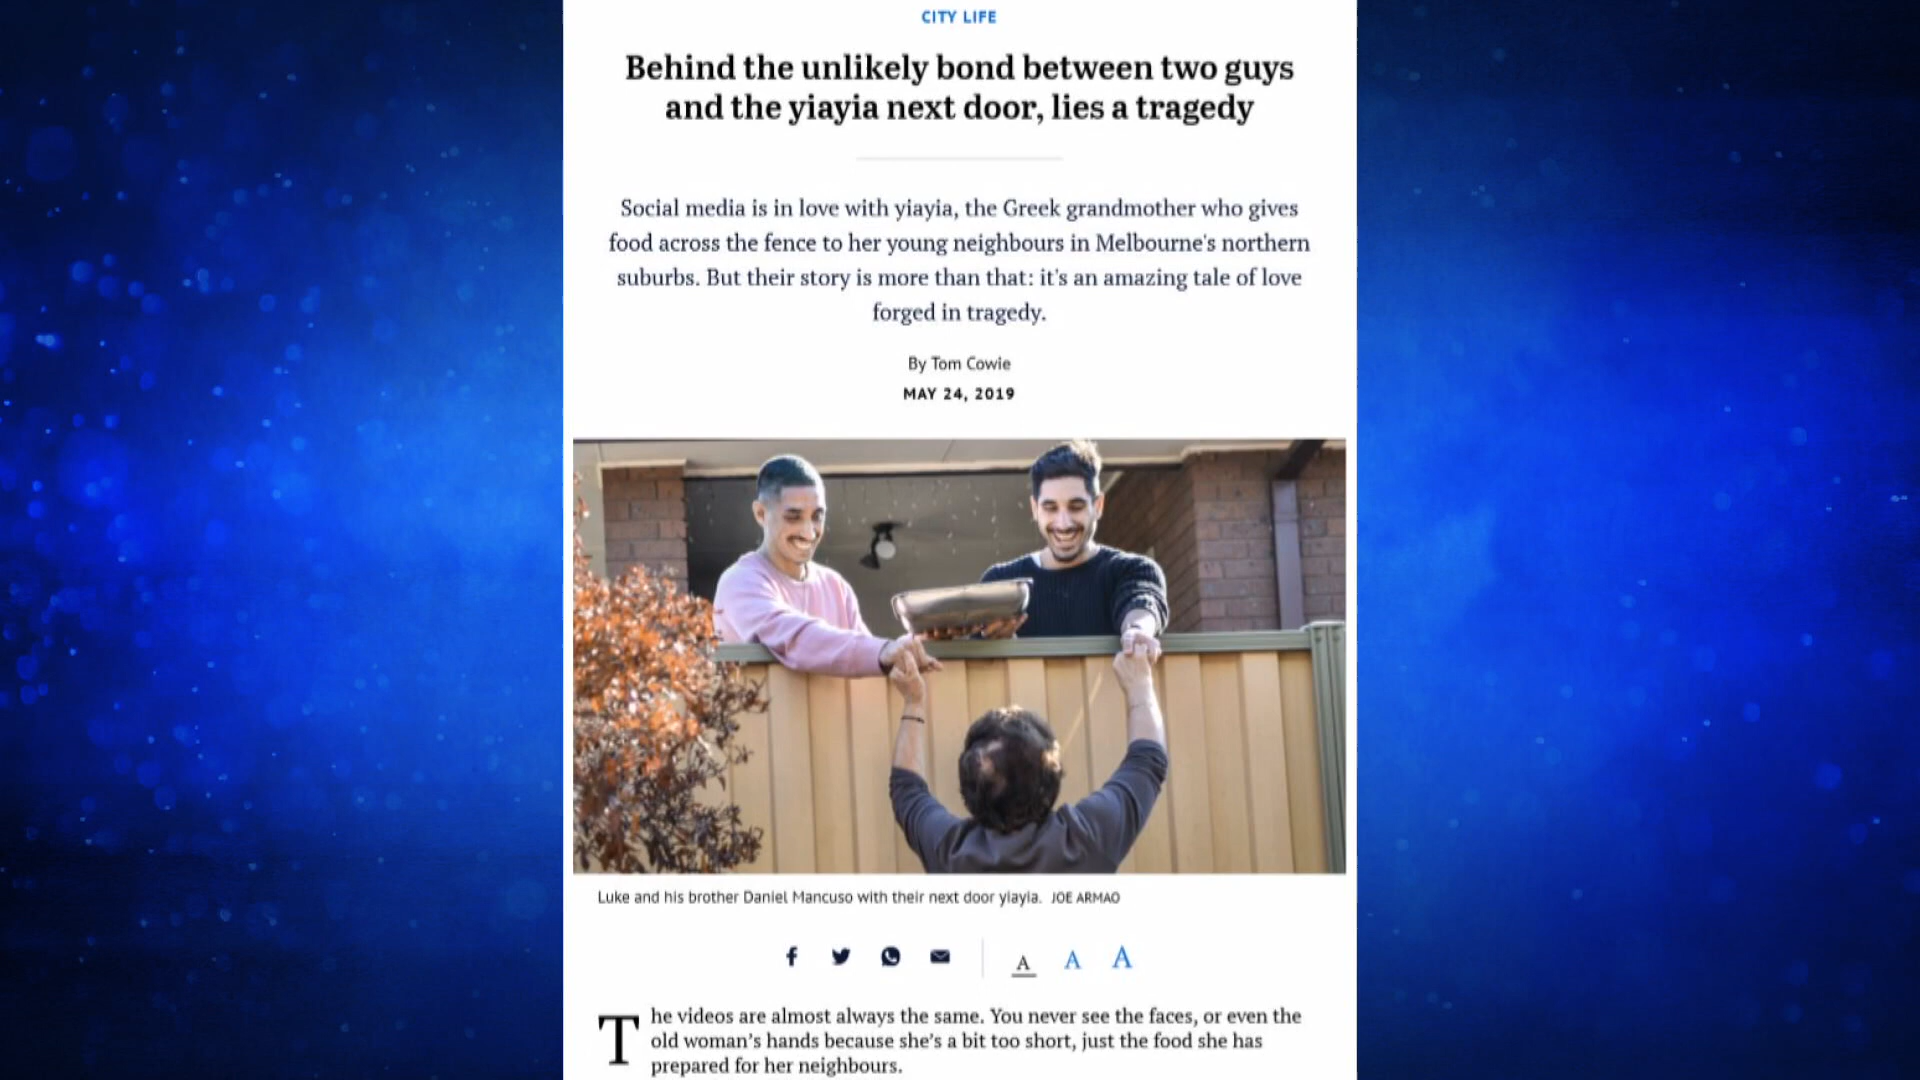 CITY LIFE
Behind the unlikely bond between two guys
and the yiayia next door, lies a tragedy
Social media is in love with yiayia, the Greek grandmother who gives
food across the fence to her young neighbours in Melbourne's northern
suburbs. But their story is more than that: it's an amazing tale of love
forged in tragedy.
By Tom Cowie
MAY 24, 2019
Luke and his brother Daniel Mancuso with their next door yiayia. JOE ARMAO
A A A
The videos are almost always the same. You never see the faces, or even the
old woman's hands because she's a bit too short, just the food she has
prepared for her neighbours.